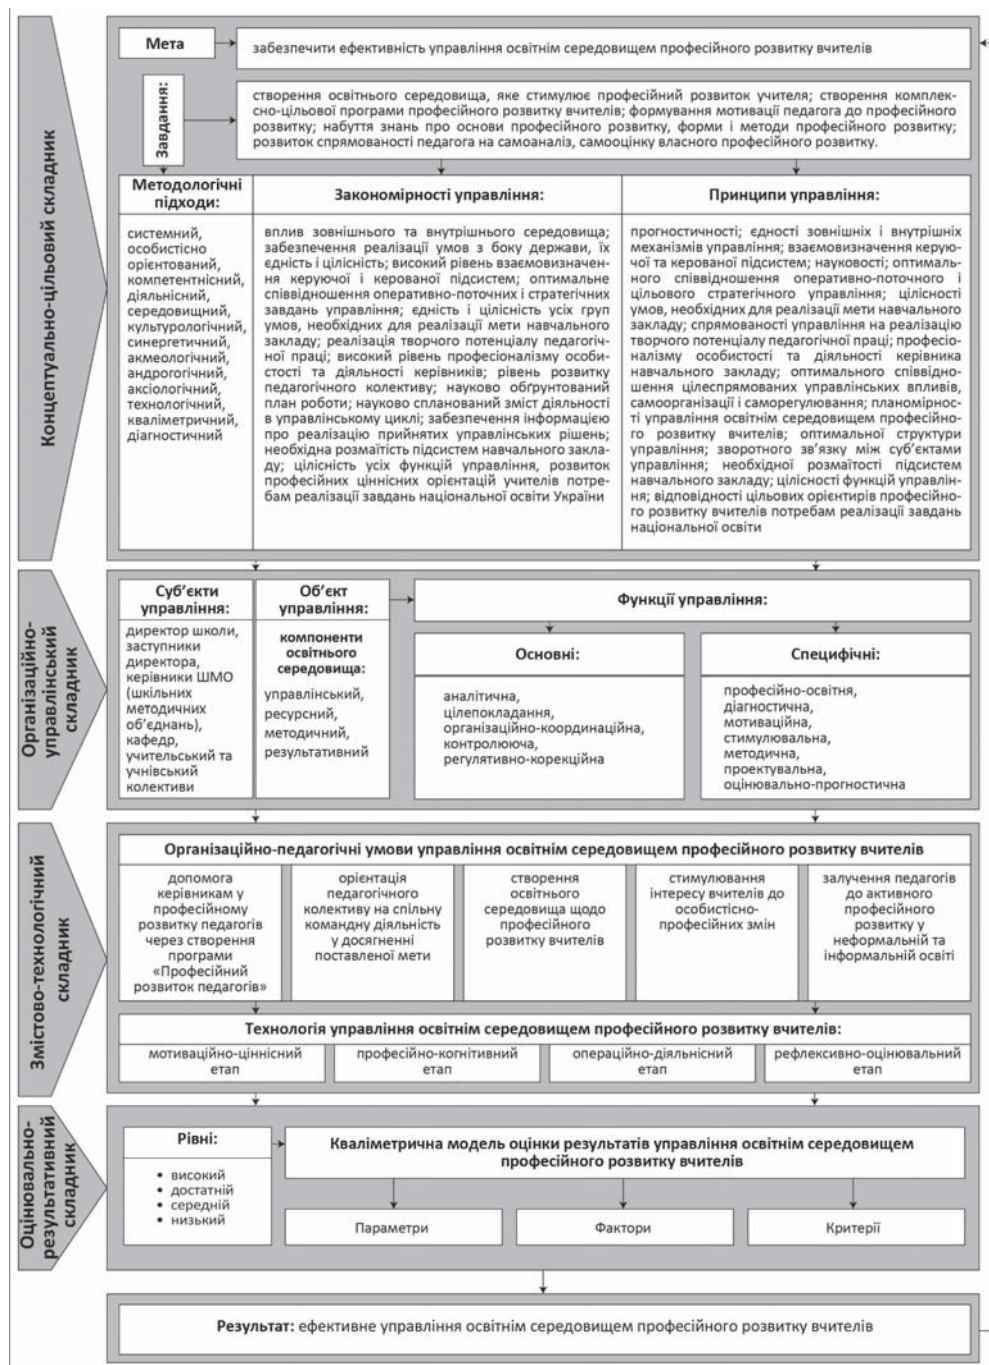 Концептуально-цільовий складник
Мета
забезпечити ефективність управління освітнім середовищем професійного розвитку вчителів
Завдання:
створення освітнього середовища, яке стимулює професійний розвиток учителя; створення комплек-
сно-цільової програми професійного розвитку вчителів; формування мотивації педагога до професійного
розвитку; набуття знань про основи професійного розвитку, форми і методи професійного розвитку;
розвиток спрямованості педагога на самоаналіз, самооцінку власного професійного розвитку.
Методологічні
підходи:
системний,
особистісно
орієнтований,
компетентнісний,
діяльнісний,
середовищний,
культурологічний,
синергетичний,
акмеологічний,
андрогогічний,
аксіологічний,
технологічний,
кваліметричний,
діагностичний
Закономірності управління:
вплив зовнішнього та внутрішнього середовища;
забезпечення реалізації умов з боку держави, їх
єдність і цілісність; високий рівень взаємовизначен-
ня керуючої і керованої підсистем; оптимальне
співвідношення оперативно-поточних і стратегічних
завдань управління; єдність і цілісність усіх груп
умов, необхідних для реалізації мети навчального
закладу; реалізація творчого потенціалу педагогіч-
ної праці; високий рівень професіоналізму особи-
стості та діяльності керівників; рівень розвитку
педагогічного колективу; науково обґрунтований
план роботи; науково спланований зміст діяльності
в управлінському циклі; забезпечення інформацією
про реалізацію прийнятих управлінських рішень;
необхідна розмаїтість підсистем навчального закла-
ду; цілісність усіх функцій управління, розвиток
професійних ціннісних орієнтацій учителів потре-
бам реалізації завдань національної освіти України
Принципи управління:
прогностичності; єдності зовнішніх і внутрішніх
механізмів управління; взаємовизначення керую-
чої та керованої підсистем; науковості; оптималь-
ного співвідношення оперативно-поточного і
цільового стратегічного управління; цілісності
умов, необхідних для реалізації мети навчального
закладу; спрямованості управління на реалізацію
творчого потенціалу педагогічної праці; професіо-
налізму особистості та діяльності керівника
навчального закладу; оптимального співвідно-
шення цілеспрямованих управлінських впливів,
самоорганізації і саморегулювання; планомірнос-
ті управління освітнім середовищем професійно-
го розвитку вчителів; оптимальної структури
управління; зворотного зв’язку між суб’єктами
управління; необхідної розмаїтості підсистем
навчального закладу; цілісності функцій управлін-
ня; відповідності цільових орієнтирів професійно-
го розвитку вчителів потребам реалізації завдань
національної освіти
Організаційно-
управлінський
складник
Суб’єкти
управління:
директор школи,
заступники
директора,
керівники ШМО
(шкільних
методичних
об’єднань),
кафедр,
учительський та
учнівський
колективи
Об’єкт
управління:
компоненти
освітнього
середовища:
управлінський,
ресурсний,
методичний,
результативний
Функції управління:
Основні:
аналітична,
цілепокладання,
організаційно-координаційна,
контролююча,
регулятивно-корекційна
Специфічні:
професійно-освітня,
діагностична,
мотиваційна,
стимулювальна,
методична,
проектувальна,
оцінювально-прогностична
Змістово-технологічний
складник
Організаційно-педагогічні умови управління освітнім середовищем професійного розвитку вчителів
допомога
керівникам у
професійному
розвитку педагогів
через створення
програми
«Професійний
розвиток педагогів»
орієнтація
педагогічного
колективу на спільну
командну діяльність
у досягненні
поставленої мети
створення
освітнього
середовища щодо
професійного
розвитку вчителів
стимулювання
інтересу вчителів до
особистісно-
професійних змін
залучення педагогів
до активного
професійного
розвитку у
неформальній та
інформальній освіті
Технологія управління освітнім середовищем професійного розвитку вчителів:
мотиваційно-ціннісний
етап
професійно-когнітивний
етап
операційно-діяльнісний
етап
рефлексивно-оцінювальний
етап
Оцінювально-
результативний
складник
Рівні:
• високий
• достатній
• середній
• низький
Кваліметрична модель оцінки результатів управління освітнім середовищем
професійного розвитку вчителів
Параметри
Фактори
Критерії
Результат: ефективне управління освітнім середовищем професійного розвитку вчителів